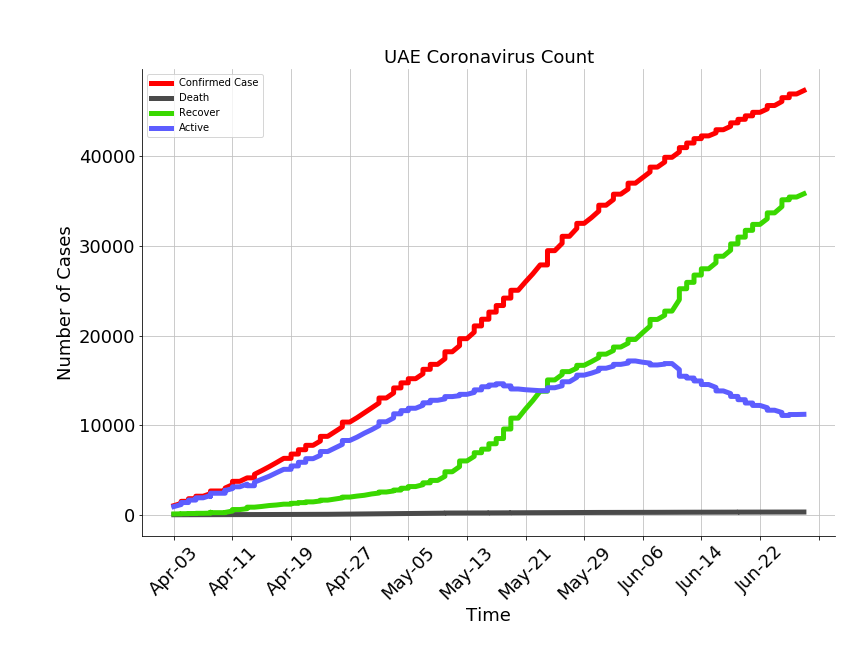 UAE Coronavirus Count
Confirmed Case
Death
Recover
Active
Number of Cases
40000
30000
20000
10000
0
Apr-03
Apr-11
Apr-19
Apr-27
May-05
May-13
May-21
May-29
Jun-06
Jun-14
Jun-22
Time